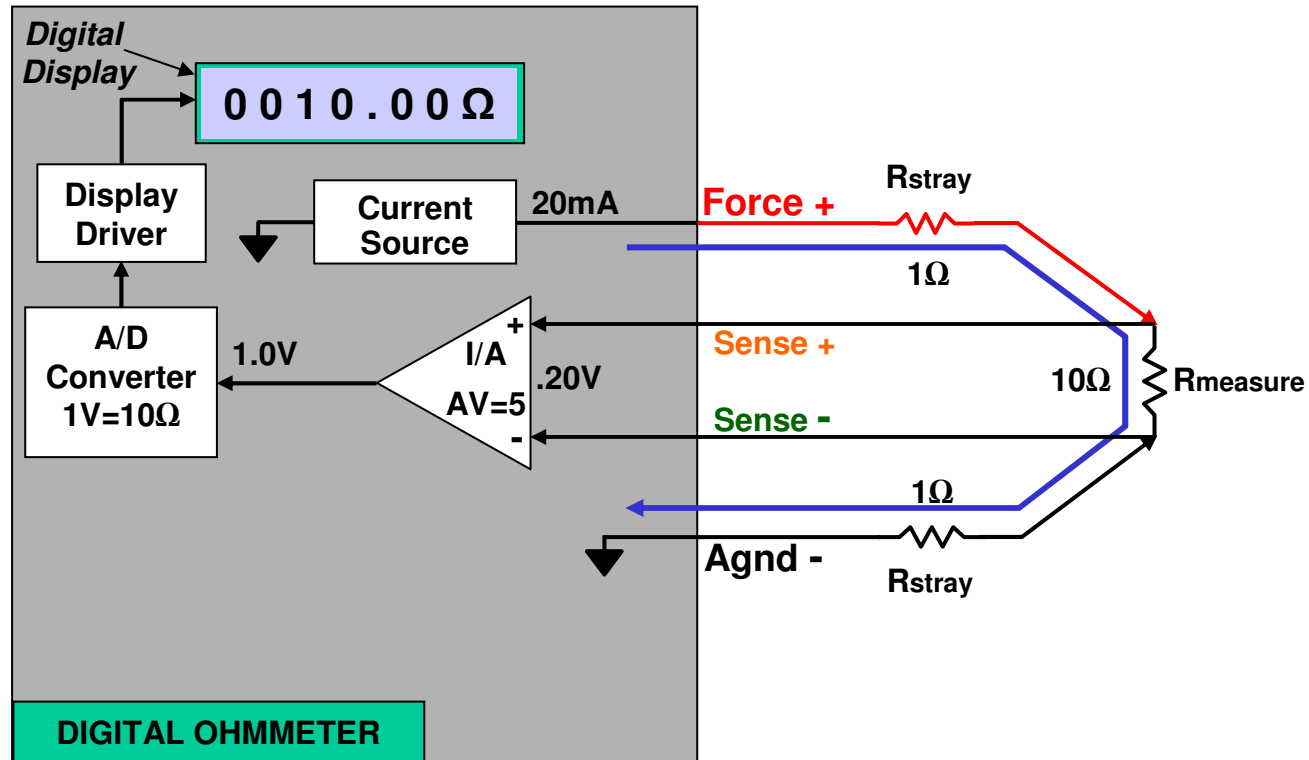 Digital
Display
0010.00Ω
Display
Driver
Current
Source
20mA
Force +
Rstray
1Ω
A/D
Converter
1V=10Ω
1.0V
+
I/A
AV=5
-
.20V
Sense +
Sense -
10Ω
Rmeasure
1Ω
Agnd -
Rstray
DIGITAL OHMMETER